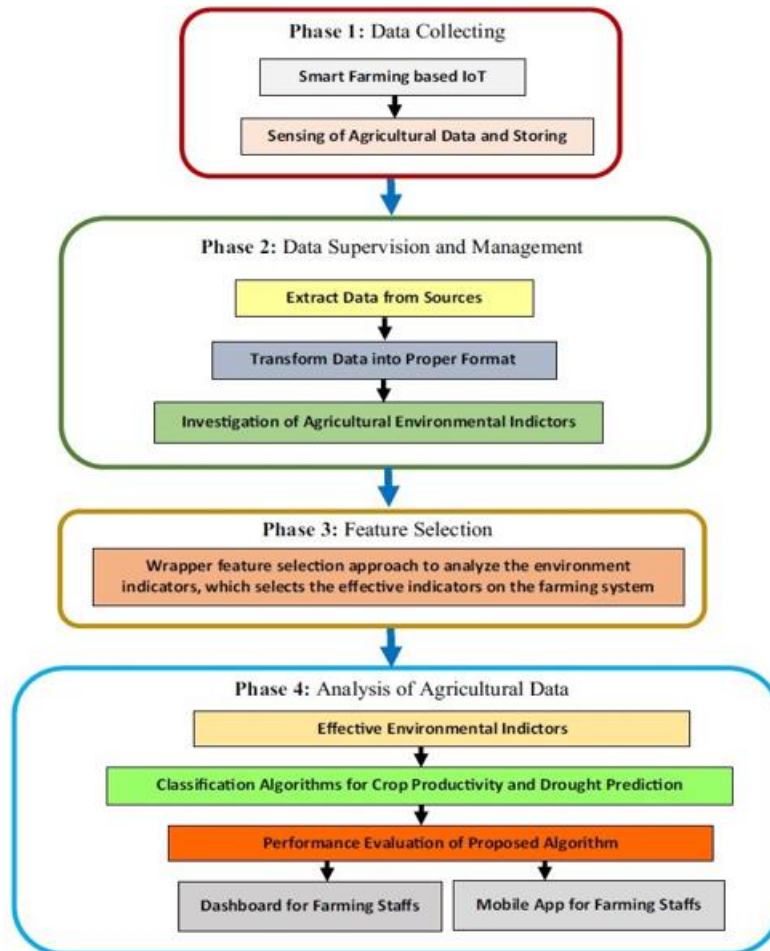 Phase 1: Data Collecting
Smart Farming based IoT
Sensing of Agricultural Data and Storing
Phase 2: Data Supervision and Management
Extract Data from Sources
Transform Data into Proper Format
Investigation of Agricultural Environmental Indictors
Phase 3: Feature Selection
Wrapper feature selection approach to analyze the environment
indicators, which selects the effective indicators on the farming system
Phase 4: Analysis of Agricultural Data
Effective Environmental Indictors
Classification Algorithms for Crop Productivity and Drought Prediction
Performance Evaluation of Proposed Algorithm
Dashboard for Farming Staffs
Mobile App for Farming Staffs